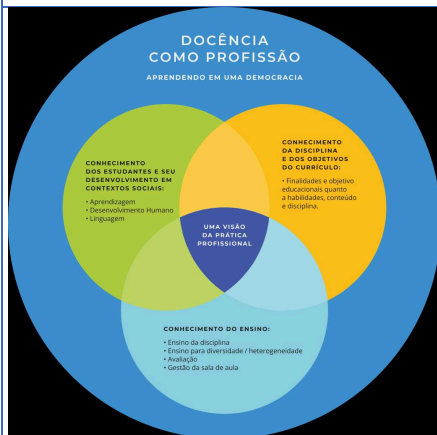 DOCÊNCIA
COMO PROFISSÃO
APRENDENDO EM UMA DEMOCRACIA
CONHECIMENTO
DOS ESTUDANTES E SEU
DESENVOLVIMENTO EM
CONTEXTOS SOCIAIS:
• Aprendizagem
• Desenvolvimento Humano
• Linguagem
CONHECIMENTO
DA DISCIPLINA
E DOS OBJETIVOS
DO CURRÍCULO:
• Finalidades e objetivo
educacionais quanto
a habilidades, conteúdo
e disciplina.
UMA VISÃO
DA PRÁTICA
PROFISSIONAL
CONHECIMENTO DO ENSINO:
• Ensino da disciplina
• Ensino para diversidade / heterogeneidade
• Avaliação
• Gestão da sala de aula